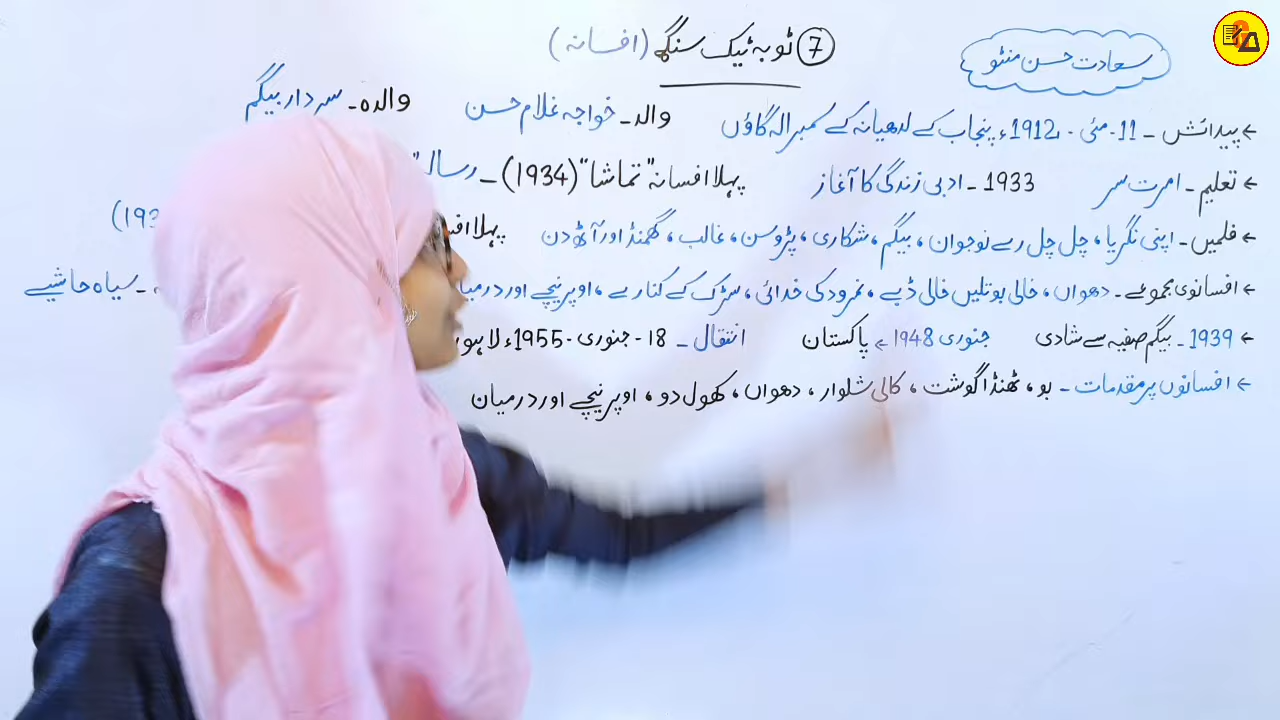 ⑦ ٹوبہ ٹیک سنگھ (افسانہ)
سعادت حسن منٹو
← پیدائش ـ 11 - مئی - 1912ء پنجاب کے لدھیانہ کے کمبرالہ گاؤں والد ـ خواجہ غلام حسن والدہ ـ سردار بیگم
← تعلیم ـ امرت سر 1933 ـ ادبی زندگی کا آغاز پہلا افسانہ "تماشا" (1934) ـ رسالہ
← فلمیں ـ اپنی نگریا، چل چل رے نوجوان، بیگم، شکاری، پڑوسن، غالب، گھمنڈ اور آٹھ دن پہلا
← افسانوی مجموعے ـ دھواں، خالی بوتلیں خالی ڈبے، نمرود کی خدائی، سڑک کے کنارے، اوپر نیچے اور ـ سیاہ حاشیے
← 1939 ـ بیگم صفیہ سے شادی جنوری 1948 ← پاکستان انتقال ـ 18 - جنوری - 1955ء لاہور
← افسانوں پر مقدمات ـ بو، ٹھنڈا گوشت، کالی شلوار، دھواں، کھول دو، اوپر نیچے اور درمیان